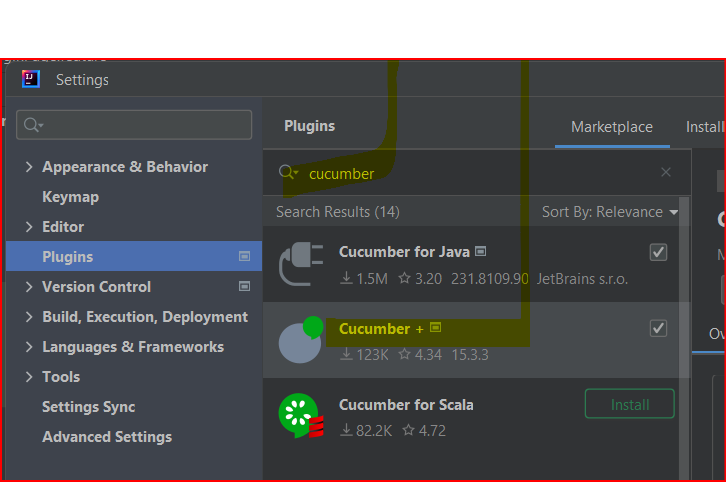 Settings
Plugins
Marketplace
Install
Appearance & Behavior
Keymap
Editor
Plugins
Version Control
Build, Execution, Deployment
Languages & Frameworks
Tools
Settings Sync
Advanced Settings
cucumber
Search Results (14)
Sort By: Relevance
Cucumber for Java
1.5M 3.20 231.8109.90 JetBrains s.r.o.
Cucumber +
123K 4.34 15.3.3
Cucumber for Scala
Install
82.2K 4.72